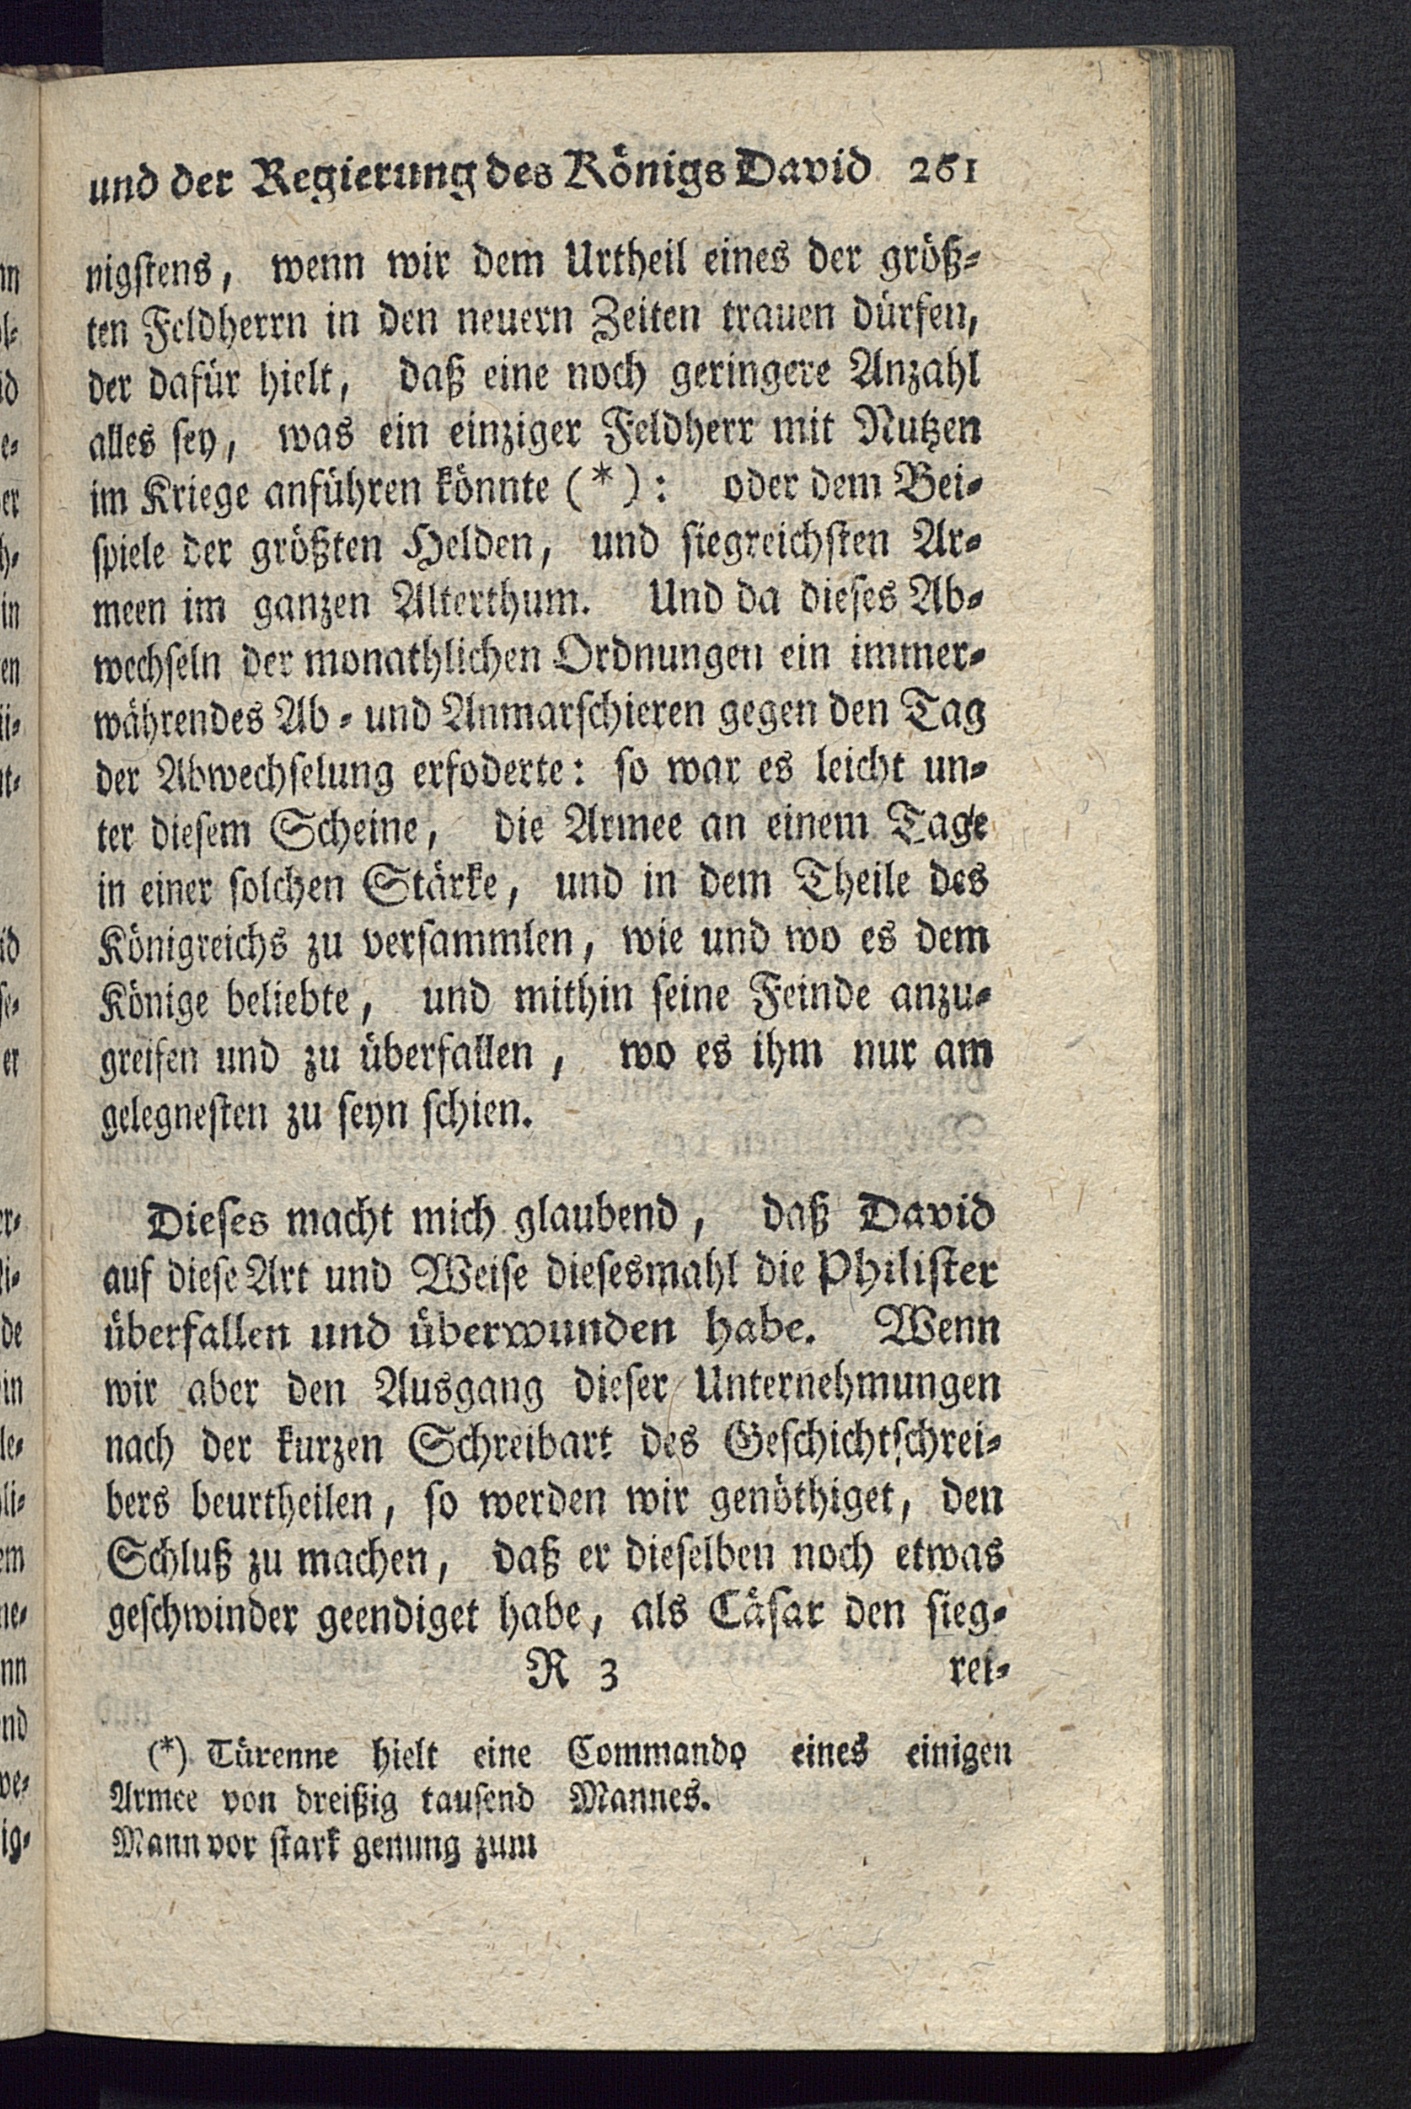 und der Regierung des Königs David 261
nigstens, wenn wir dem Urtheil eines der größ-
ten Feldherrn in den neuern Zeiten trauen dürfen,
der dafür hielt, daß eine noch geringere Anzahl
alles sey, was ein einziger Feldherr mit Nutzen
im Kriege anführen könnte (*): oder dem Bei-
spiele der größten Helden, und siegreichsten Ar-
meen im ganzen Alterthum. Und da dieses Ab-
wechseln der monathlichen Ordnungen ein immer-
währendes Ab- und Anmarschieren gegen den Tag
der Abwechselung erfoderte: so war es leicht un-
ter diesem Scheine, die Armee an einem Tage
in einer solchen Stärke, und in dem Theile des
Königreichs zu versammlen, wie und wo es dem
Könige beliebte, und mithin seine Feinde anzu-
greifen und zu überfallen, wo es ihm nur am
gelegnesten zu seyn schien.
Dieses macht mich glaubend, daß David
auf diese Art und Weise diesesmahl die Philister
überfallen und überwunden habe. Wenn
wir aber den Ausgang dieser Unternehmungen
nach der kurzen Schreibart des Geschichtschrei-
bers beurtheilen, so werden wir genöthiget, den
Schluß zu machen, daß er dieselben noch etwas
geschwinder geendiget habe, als Cäsar den sieg-
R 3 rei-
(*) Türenne hielt eine
Armee von dreißig tausend
Mann vor stark genung zum
Commando eines einigen
Mannes.